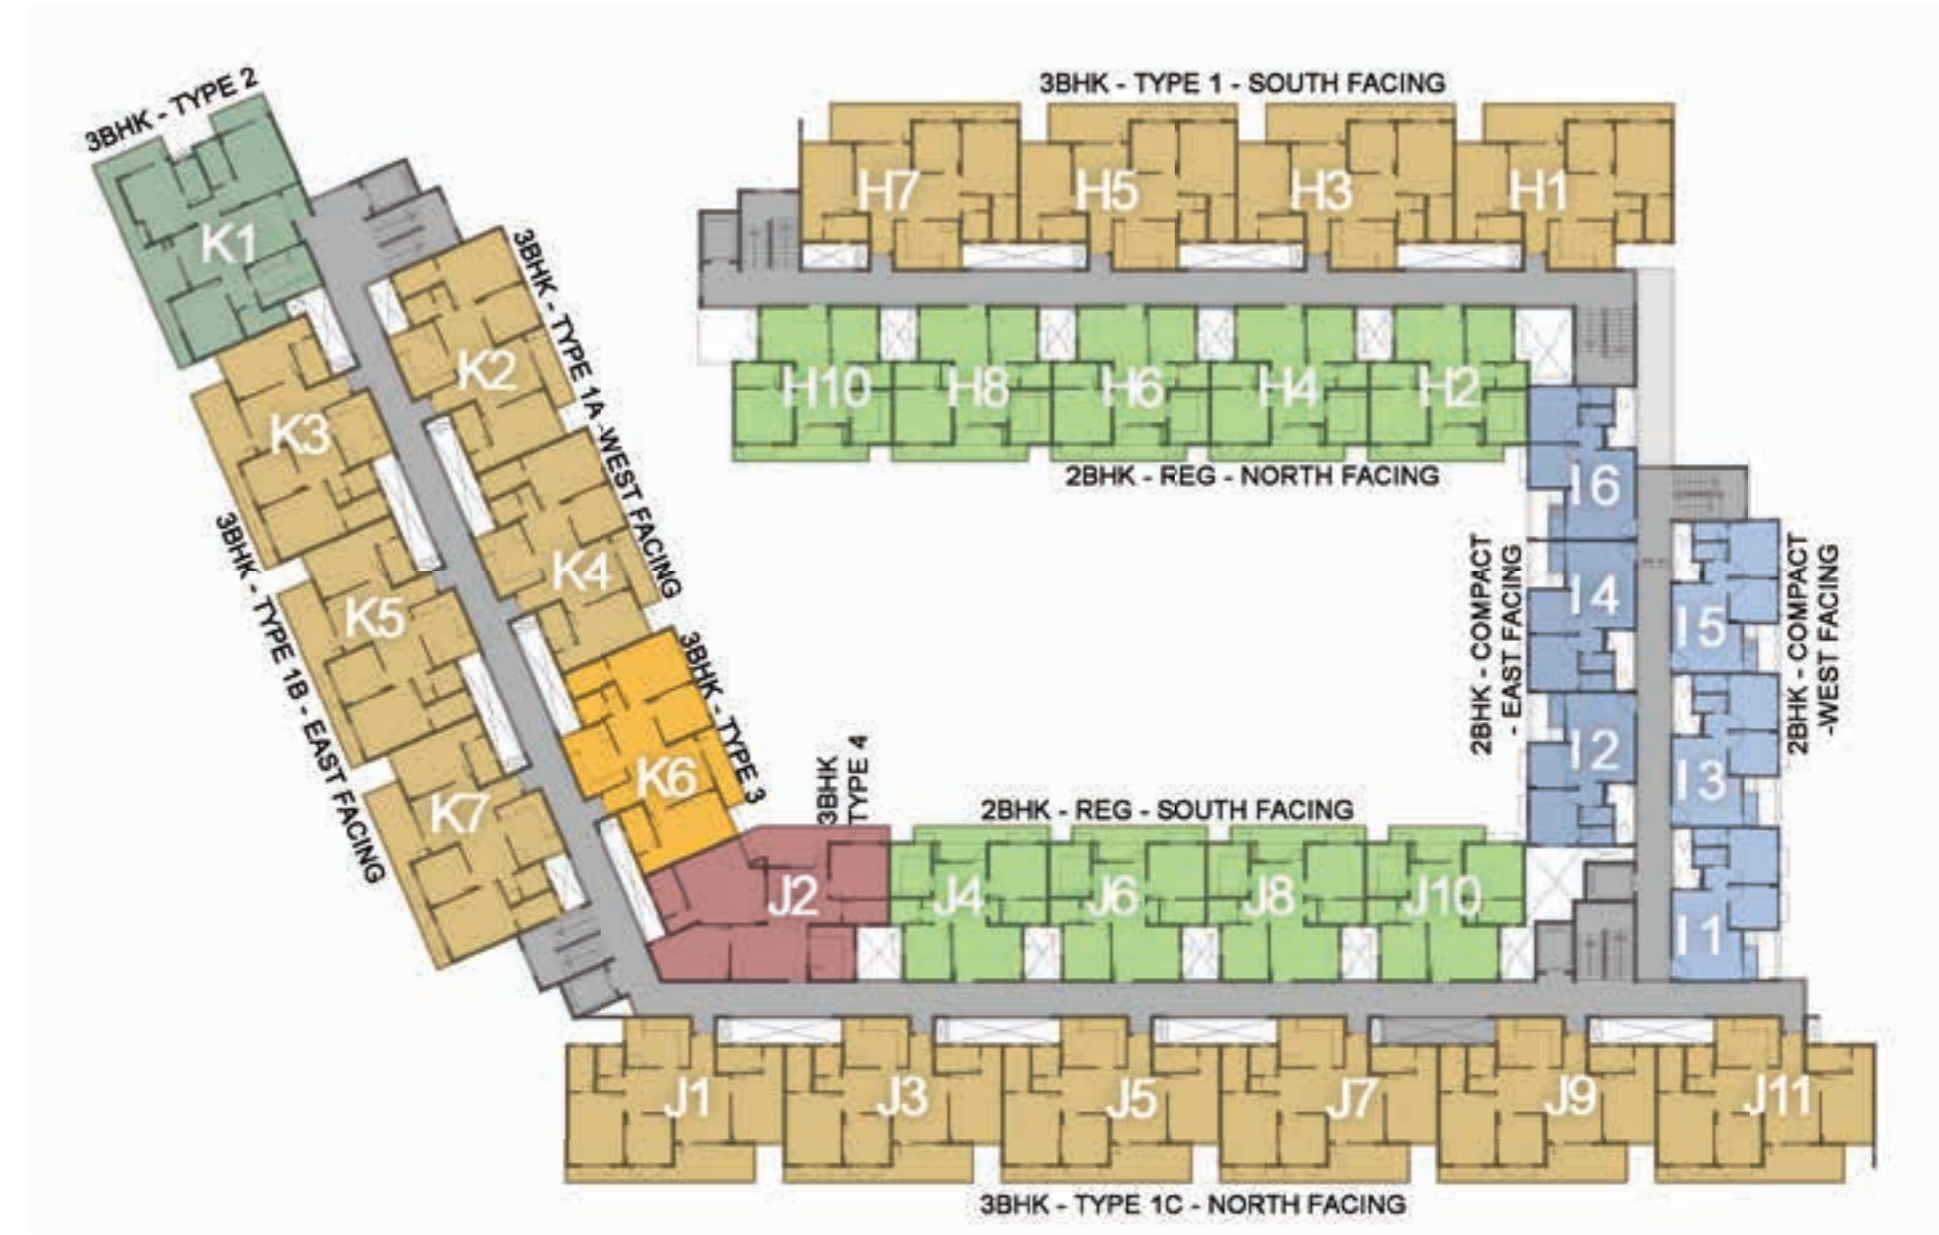 3BHK - TYPE 2
3BHK - TYPE 1 - SOUTH FACING
H7
H5
H3
H1
K1
3BHK - TYPE 1A -WEST FACING
K2
H10
H8
H6
H4
H2
2BHK - REG - NORTH FACING
K3
I6
K4
2BHK - COMPACT
- EAST FACING
I4
2BHK - COMPACT
-WEST FACING
I5
3BHK - TYPE 1B - EAST FACING
K5
3BHK - TYPE 3
K6
I2
I3
K7
3BHK
TYPE 4
2BHK - REG - SOUTH FACING
J2
J4
J6
J8
J10
I1
J1
J3
J5
J7
J9
J11
3BHK - TYPE 1C - NORTH FACING